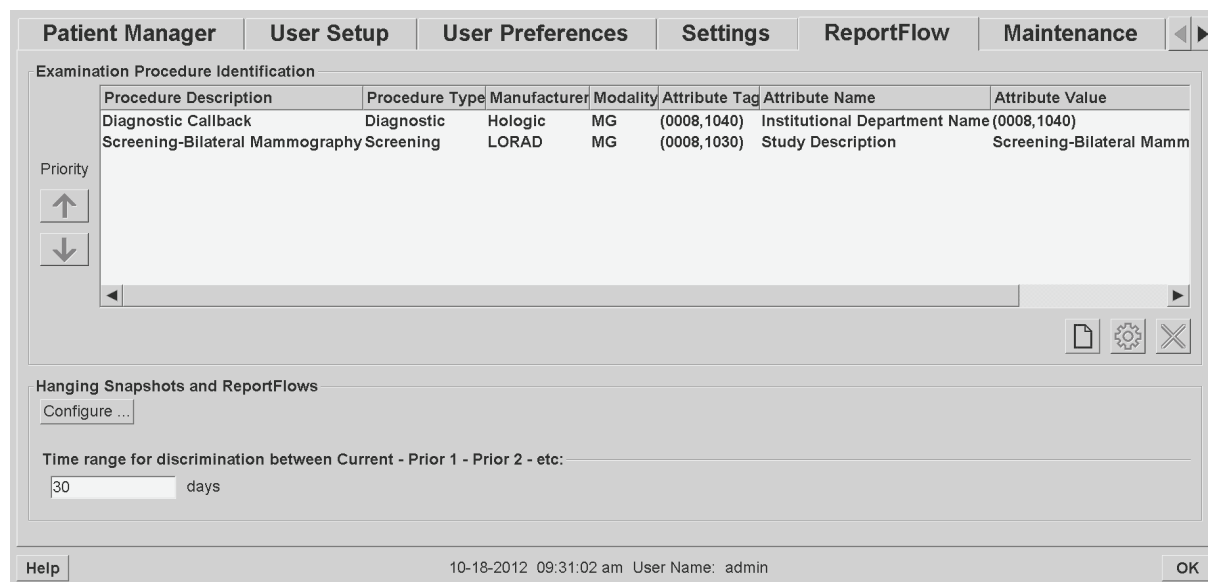 Patient Manager User Setup User Preferences Settings ReportFlow Maintenance
Examination Procedure Identification
Procedure Description Procedure Type Manufacturer Modality Attribute Tag Attribute Name Attribute Value
Diagnostic Callback Diagnostic Hologic MG (0008,1040) Institutional Department Name (0008,1040)
Screening-Bilateral Mammography Screening LORAD MG (0008,1030) Study Description Screening-Bilateral Mamm
Priority
Hanging Snapshots and ReportFlows
Configure ...
Time range for discrimination between Current - Prior 1 - Prior 2 - etc:
30 days
Help 10-18-2012 09:31:02 am User Name: admin OK